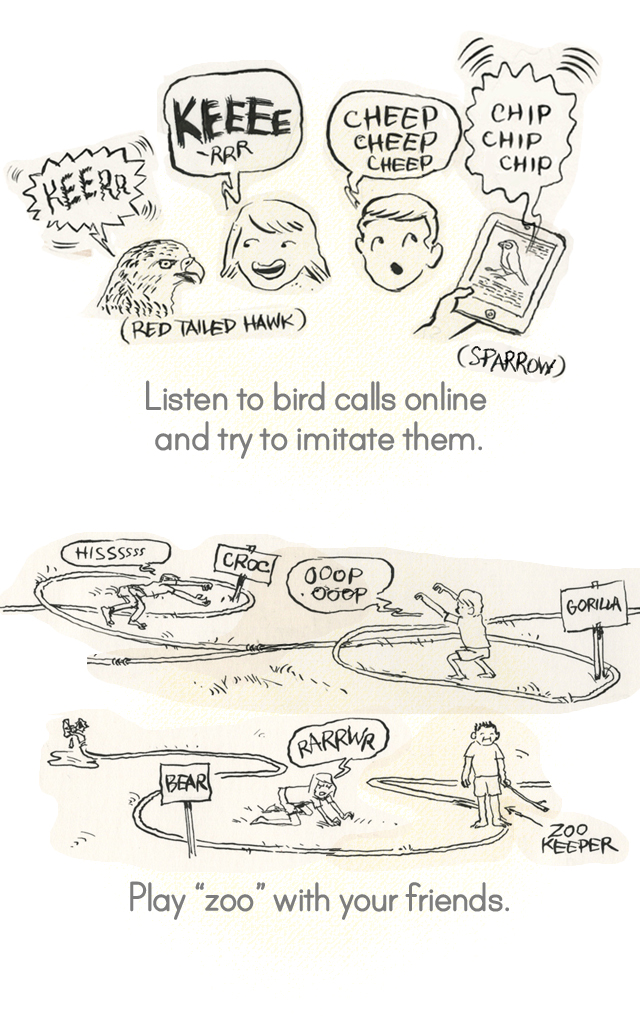 KEERR
KEEEE
-RRR
CHEEP
CHEEP
CHEEP
CHIP
CHIP
CHIP
(RED TAILED HAWK)
(SPARROW)
Listen to bird calls online
and try to imitate them.
HISSSSSS
CROC
OOOP
OOOP
GORILLA
RARRWR
BEAR
ZOO
KEEPER
Play “zoo” with your friends.